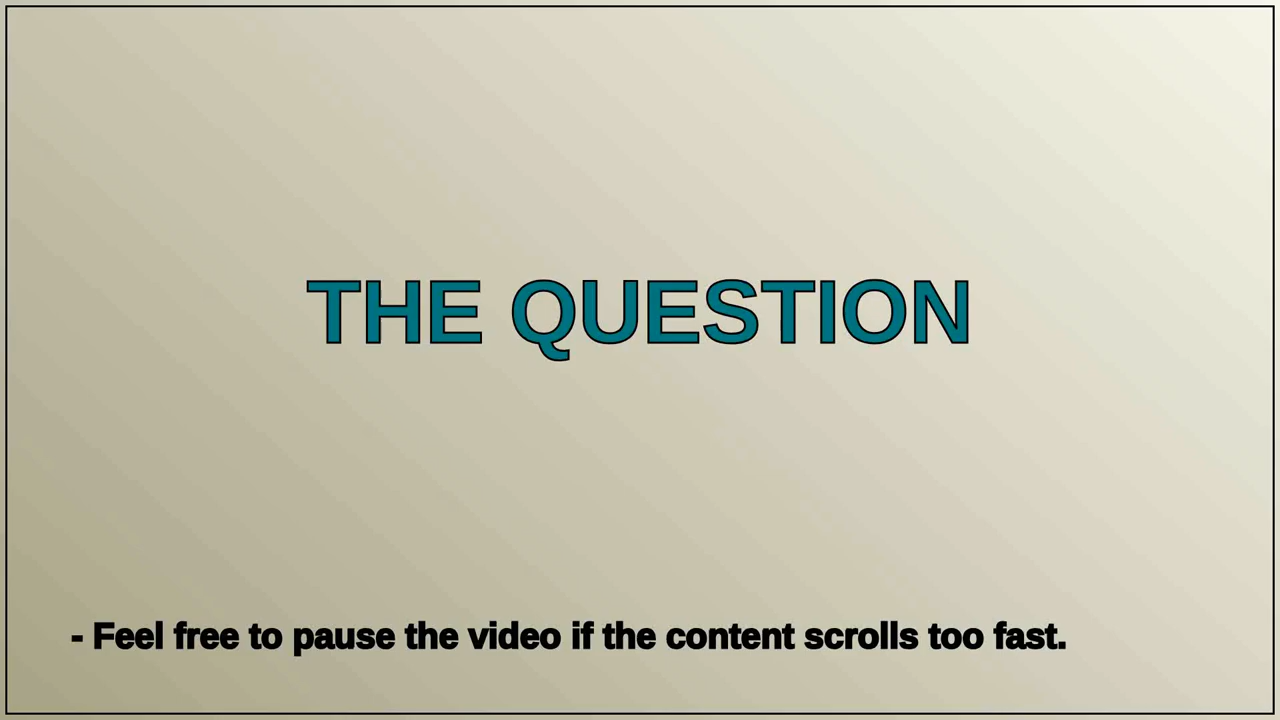 THE QUESTION
- Feel free to pause the video if the content scrolls too fast.